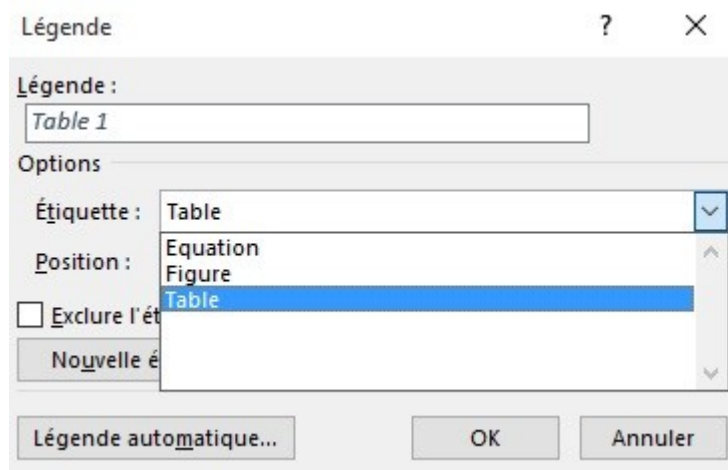 Légende ?
Légende :
Table 1
Options
Étiquette : Table
Equation
Position :
Figure
Table
Exclure l'ét
Nouvelle é
Légende automatique... OK Annuler